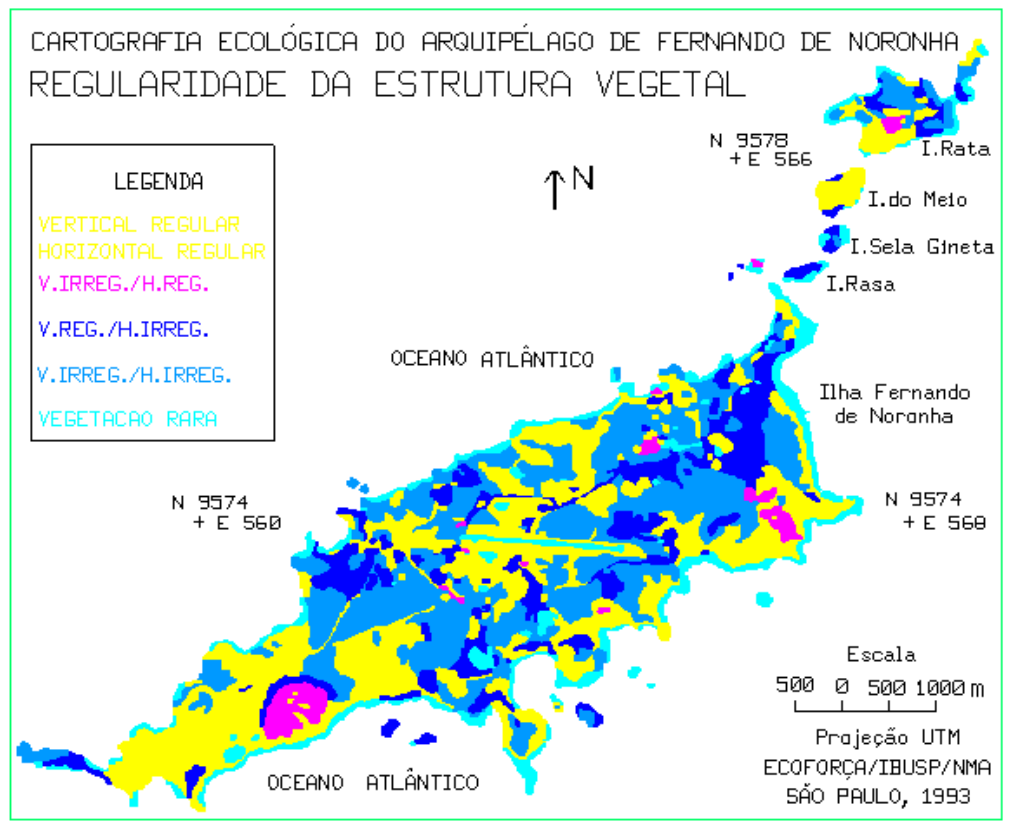 CARTOGRAFIA ECOLÓGICA DO ARQUIPÉLAGO DE FERNANDO DE NORONHA
REGULARIDADE DA ESTRUTURA VEGETAL
LEGENDA
VERTICAL REGULAR
HORIZONTAL REGULAR
V.IRREG./H.REG.
V.REG./H.IRREG.
V.IRREG./H.IRREG.
VEGETACAO RARA
N
N 9578
+ E 566
I.Rata
I.do Meio
I.Sela Gineta
I.Rasa
OCEANO ATLÂNTICO
Ilha Fernando
de Noronha
N 9574
+ E 560
N 9574
+ E 568
OCEANO ATLÂNTICO
Escala
500 0 500 1000 m
Projeção UTM
ECOFORÇA/IBUSP/NMA
SÃO PAULO, 1993